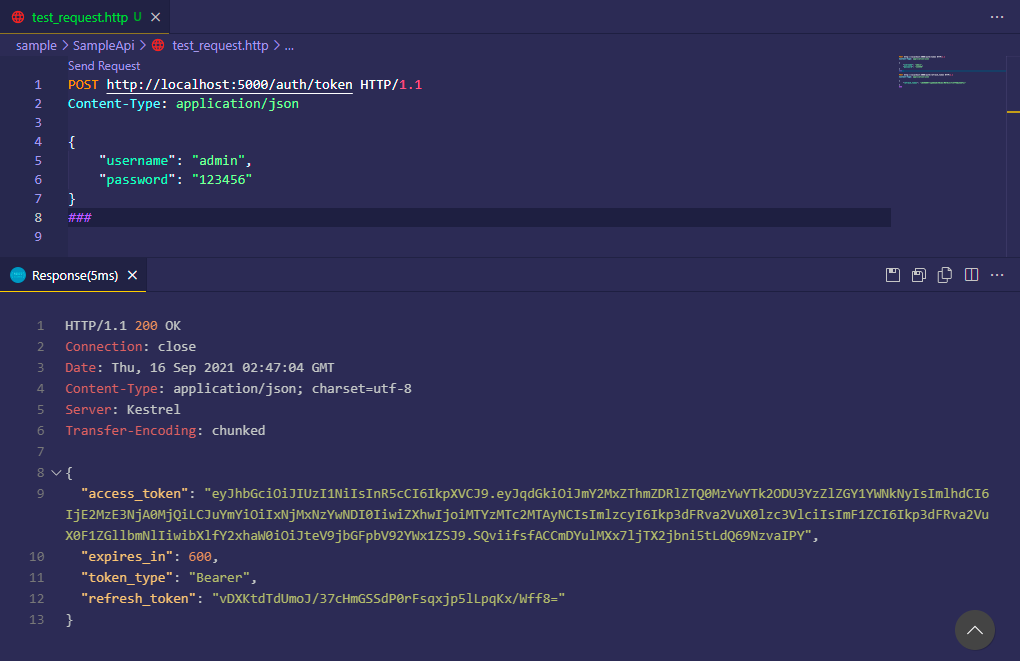 test_request.http U
sample > SampleApi > test_request.http > ...
Send Request
1 POST http://localhost:5000/auth/token HTTP/1.1
2 Content-Type: application/json
3
4 {
5 "username": "admin",
6 "password": "123456"
7 }
8 ###
9
Response(5ms)
1 HTTP/1.1 200 OK
2 Connection: close
3 Date: Thu, 16 Sep 2021 02:47:04 GMT
4 Content-Type: application/json; charset=utf-8
5 Server: Kestrel
6 Transfer-Encoding: chunked
7
8 {
9 "access_token": "eyJhbGciOiJIUzI1NiIsInR5cCI6IkpXVCJ9.eyJqdGkiOiJmY2MxZThmZDRlZTQ0MzYwYTk2ODU3YzZlZGY1YWNkNyIsImlhdCI6
IjE2MzE3NjA0MjQiLCJuYmYiOiIxNjMxNzYwNDI0IiwiZXhwIjoiMTYzMTc2MTAyNCIsImlzcyI6Ikp3dFRva2VuX0lzc3VlciIsImF1ZCI6Ikp3dFRva2Vu
X0F1ZGllbmNlIiwibXlfY2xhaW0iOiJteV9jbGFpbV92YWx1ZSJ9.SQviifsfACCmDYulMXx7ljTX2jbni5tLdQ69NzvaIPY",
10 "expires_in": 600,
11 "token_type": "Bearer",
12 "refresh_token": "vDXKtdTdUmoJ/37cHmGSSdP0rFsqxjp5lLpqKx/Wff8="
13 }